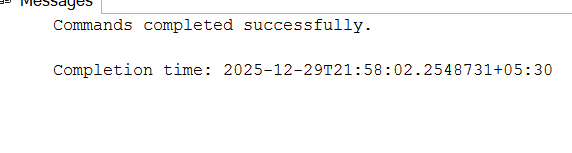 Messages
Commands completed successfully.
Completion time: 2025-12-29T21:58:02.2548731+05:30